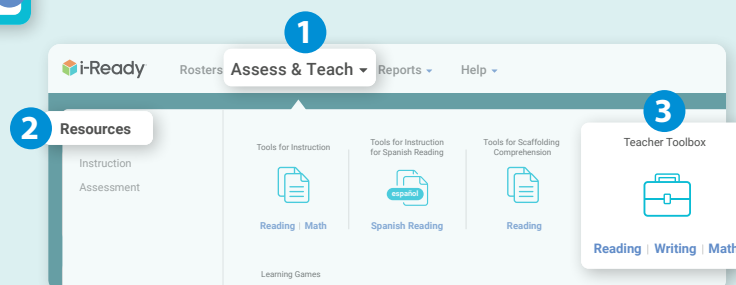 1
i-Ready Rosters Assess & Teach Reports Help
2 Resources
Instruction
Assessment
Tools for Instruction
Reading | Math
Tools for Instruction
for Spanish Reading
español
Spanish Reading
Tools for Scaffolding
Comprehension
Reading
3
Teacher Toolbox
Reading | Writing | Math
Learning Games